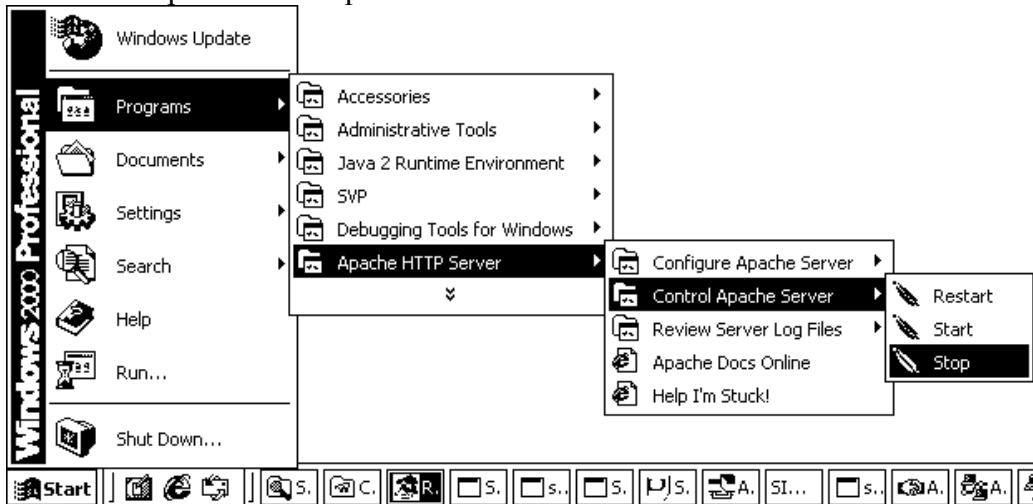 Windows 2000 Professional
Windows Update
Programs
Documents
Settings
Search
Help
Run...
Shut Down...
Accessories
Administrative Tools
Java 2 Runtime Environment
SVP
Debugging Tools for Windows
Apache HTTP Server
Configure Apache Server
Control Apache Server
Review Server Log Files
Apache Docs Online
Help I'm Stuck!
Restart
Start
Stop
Start S. C. R. S. s.. S. S. A. SI... s.. A. A.